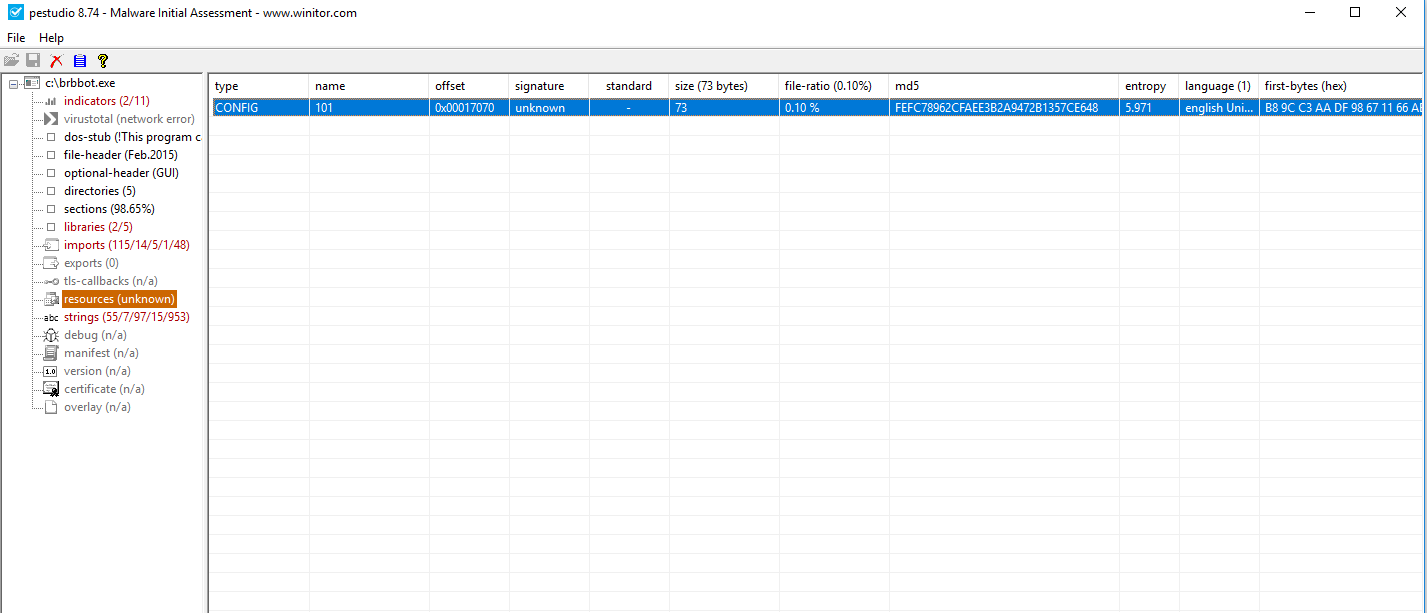 pestudio 8.74 - Malware Initial Assessment - www.winitor.com
File Help
c:\brbbot.exe
indicators (2/11)
virustotal (network error)
dos-stub (!This program c
file-header (Feb.2015)
optional-header (GUI)
directories (5)
sections (98.65%)
libraries (2/5)
imports (115/14/5/1/48)
exports (0)
tls-callbacks (n/a)
resources (unknown)
abc strings (55/7/97/15/953)
debug (n/a)
manifest (n/a)
1.0 version (n/a)
certificate (n/a)
overlay (n/a)
type name offset signature standard size (73 bytes) file-ratio (0.10%) md5 entropy language (1) first-bytes (hex)
CONFIG 101 0x00017070 unknown - 73 0.10 % FEFC78962CFAEE3B2A9472B1357CE648 5.971 english Uni... B8 9C C3 AA DF 98 67 11 66 AE